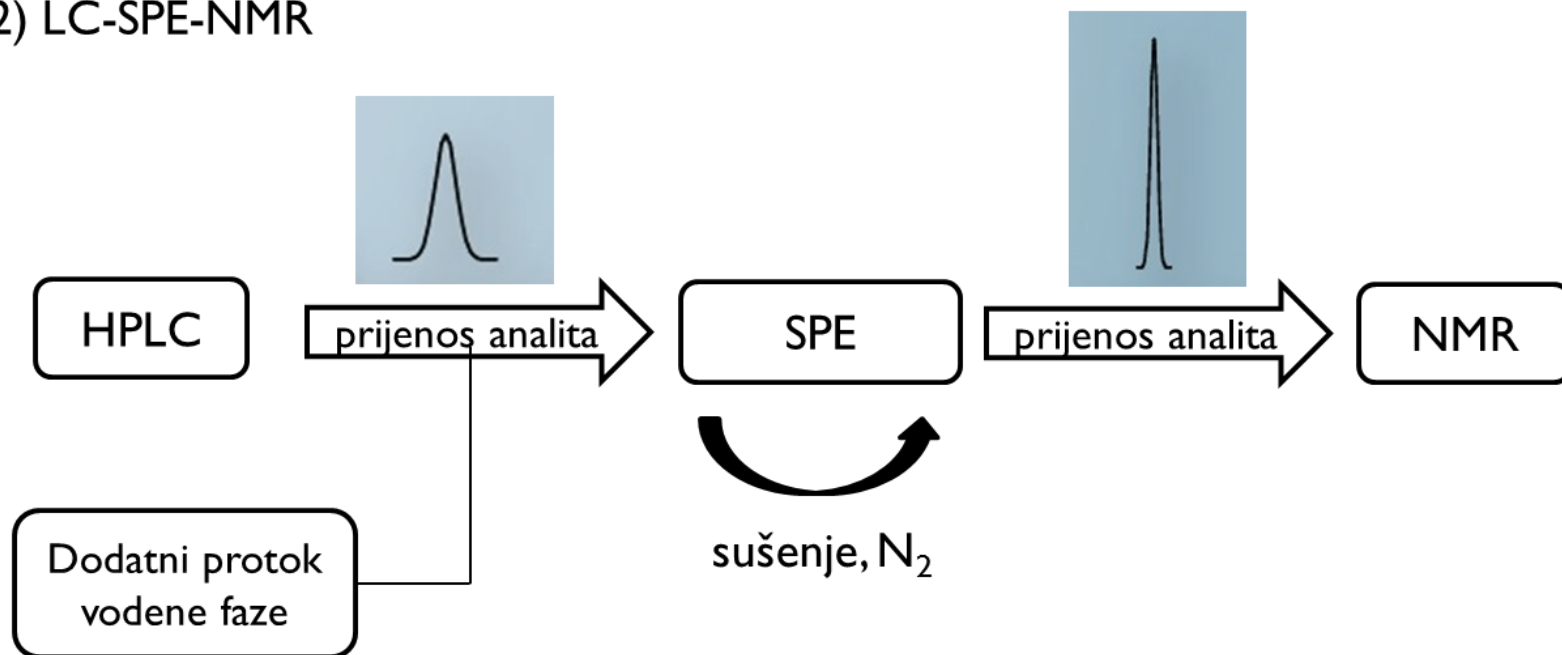 2) LC-SPE-NMR
HPLC
prijenos analita
SPE
prijenos analita
NMR
Dodatni protok
vodene faze
sušenje, N₂